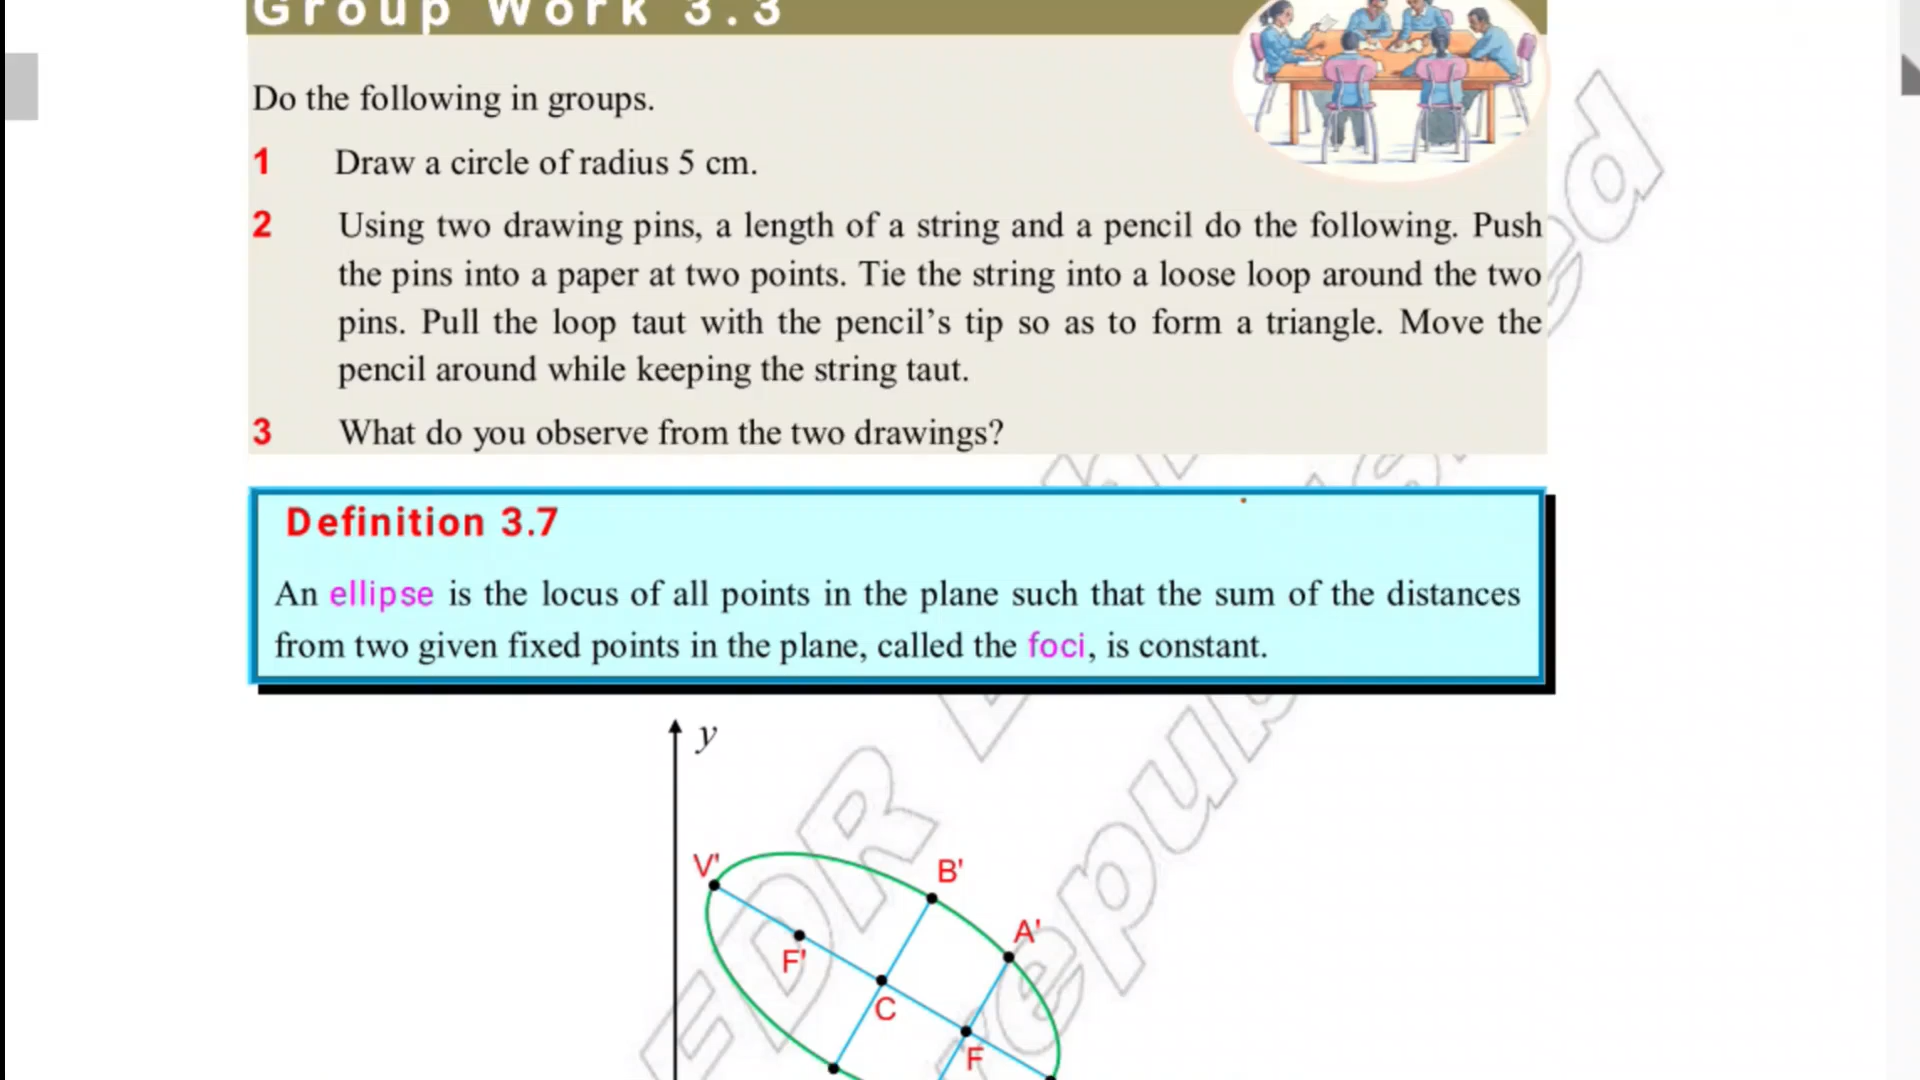 Group Work 3.3
Do the following in groups.
1 Draw a circle of radius 5 cm.
2 Using two drawing pins, a length of a string and a pencil do the following. Push
the pins into a paper at two points. Tie the string into a loose loop around the two
pins. Pull the loop taut with the pencil’s tip so as to form a triangle. Move the
pencil around while keeping the string taut.
3 What do you observe from the two drawings?
Definition 3.7
An ellipse is the locus of all points in the plane such that the sum of the distances
from two given fixed points in the plane, called the foci, is constant.
y
V'
B'
A'
F'
C
F